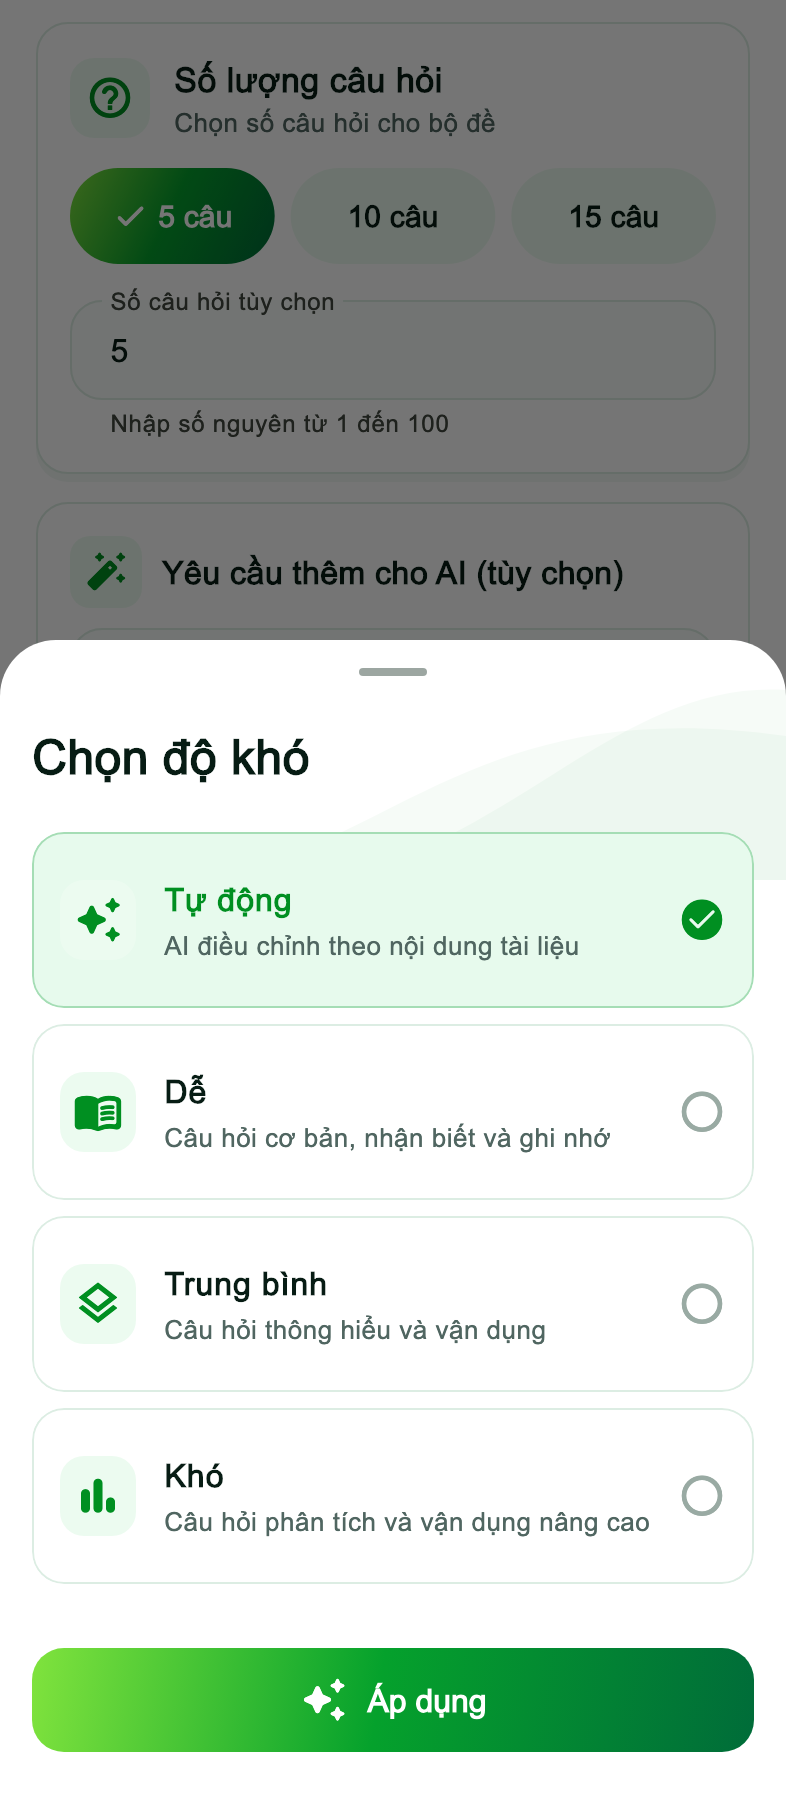 Số lượng câu hỏi
Chọn số câu hỏi cho bộ đề
5 câu
10 câu
15 câu
Số câu hỏi tùy chọn
5
Nhập số nguyên từ 1 đến 100
Yêu cầu thêm cho AI (tùy chọn)
Chọn độ khó
Tự động
AI điều chỉnh theo nội dung tài liệu
Dễ
Câu hỏi cơ bản, nhận biết và ghi nhớ
Trung bình
Câu hỏi thông hiểu và vận dụng
Khó
Câu hỏi phân tích và vận dụng nâng cao
Áp dụng